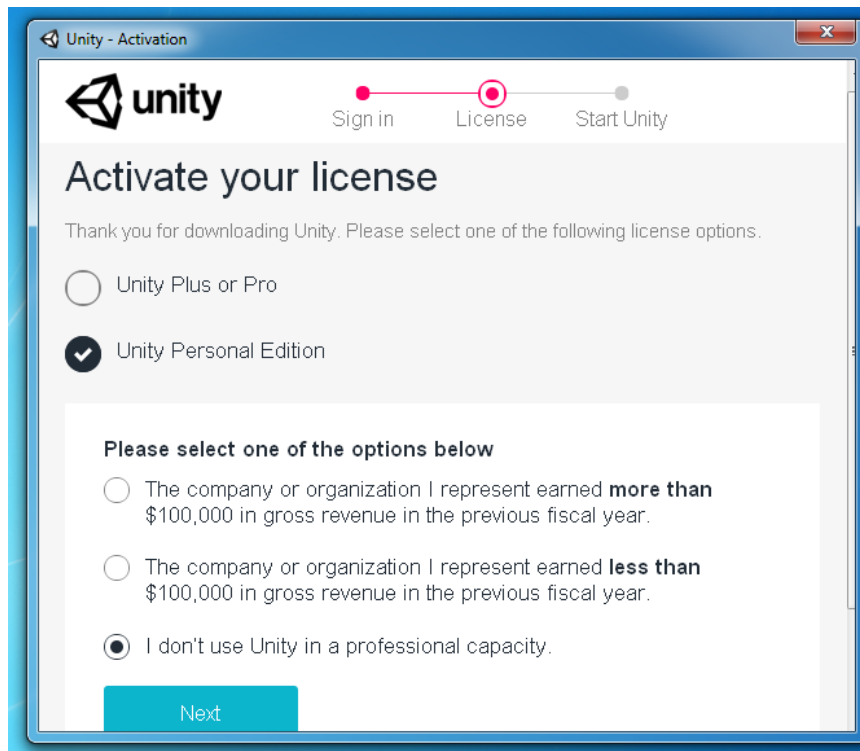 Unity - Activation
unity
Sign in License Start Unity
Activate your license
Thank you for downloading Unity. Please select one of the following license options.
Unity Plus or Pro
Unity Personal Edition
Please select one of the options below
The company or organization I represent earned more than
$100,000 in gross revenue in the previous fiscal year.
The company or organization I represent earned less than
$100,000 in gross revenue in the previous fiscal year.
I don't use Unity in a professional capacity.
Next